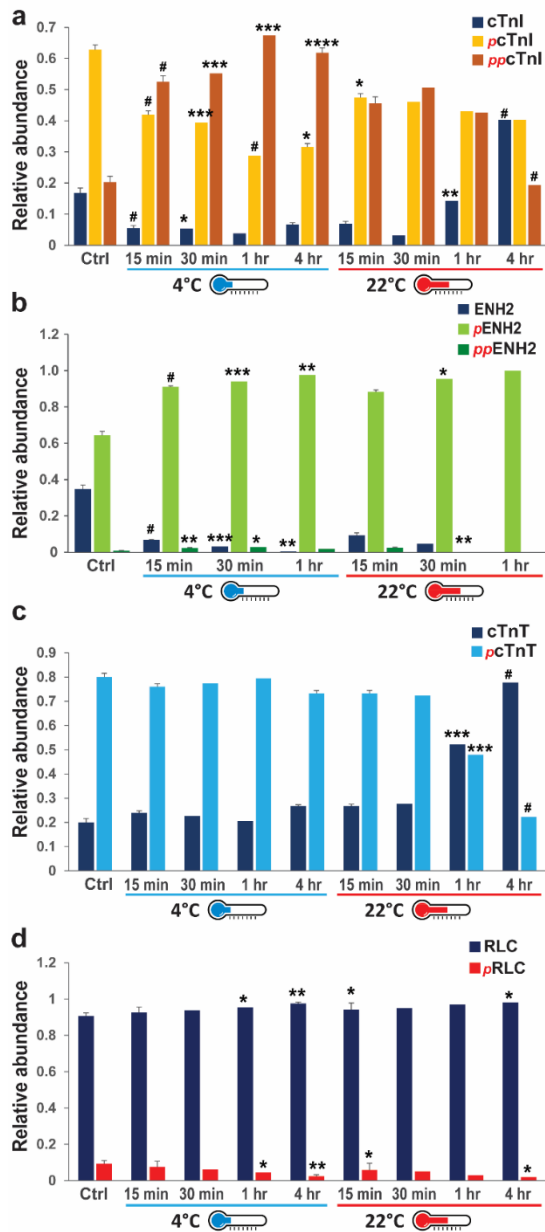 a
cTnI
pcTnI
ppcTnI
Relative abundance
0.7
0.6
0.5
0.4
0.3
0.2
0.1
0
# # *** *** # **** * * ** # #
# *
Ctrl 15 min 30 min 1 hr 4 hr 15 min 30 min 1 hr 4 hr
4°C 22°C
b
ENH2
pENH2
ppENH2
Relative abundance
1.0
0.8
0.6
0.4
0.2
0
# *** ** *
# ** *** * ** **
Ctrl 15 min 30 min 1 hr 15 min 30 min 1 hr
4°C 22°C
c
cTnT
pcTnT
Relative abundance
0.9
0.8
0.7
0.6
0.5
0.4
0.3
0.2
0.1
0
*** *** # #
Ctrl 15 min 30 min 1 hr 4 hr 15 min 30 min 1 hr 4 hr
4°C 22°C
d
RLC
pRLC
Relative abundance
1.2
1
0.8
0.6
0.4
0.2
0
* ** * *
* ** * *
Ctrl 15 min 30 min 1 hr 4 hr 15 min 30 min 1 hr 4 hr
4°C 22°C